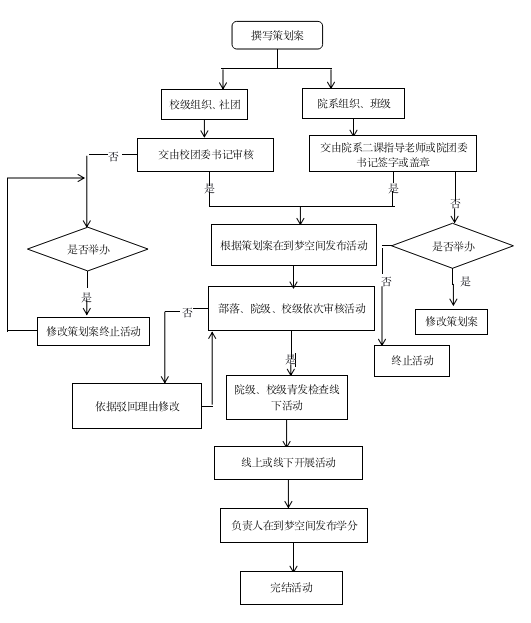 撰写策划案
校级组织、社团
院系组织、班级
交由校团委书记审核
交由院系二课指导老师或院团委
书记签字或盖章
否
是
是
否
是否举办
根据策划案在到梦空间发布活动
是否举办
否
是
是
修改策划案终止活动
否
部落、院级、校级依次审核活动
修改策划案
是
终止活动
依据驳回理由修改
院级、校级青发检查线
下活动
线上或线下开展活动
负责人在到梦空间发布学分
完结活动